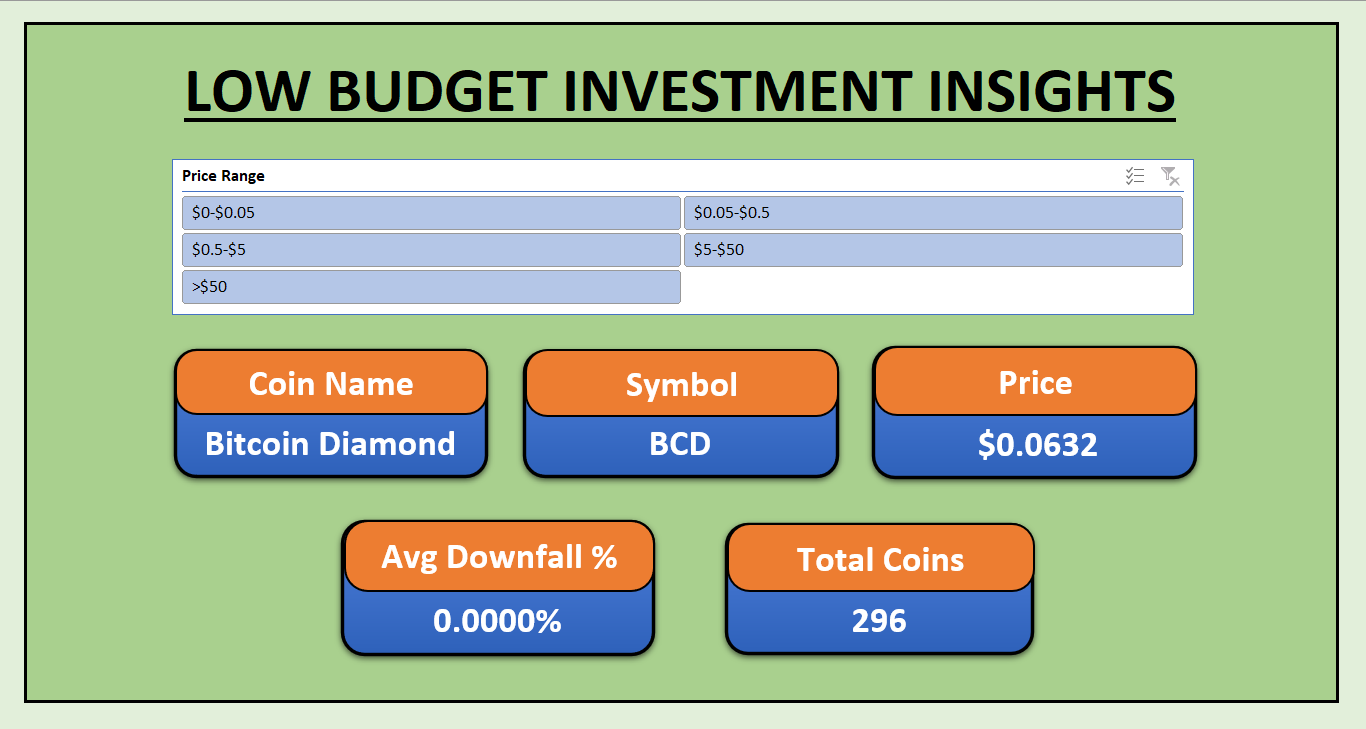 LOW BUDGET INVESTMENT INSIGHTS
Price Range
$0-$0.05
$0.05-$0.5
$0.5-$5
$5-$50
>$50
Coin Name
Bitcoin Diamond
Symbol
BCD
Price
$0.0632
Avg Downfall %
0.0000%
Total Coins
296